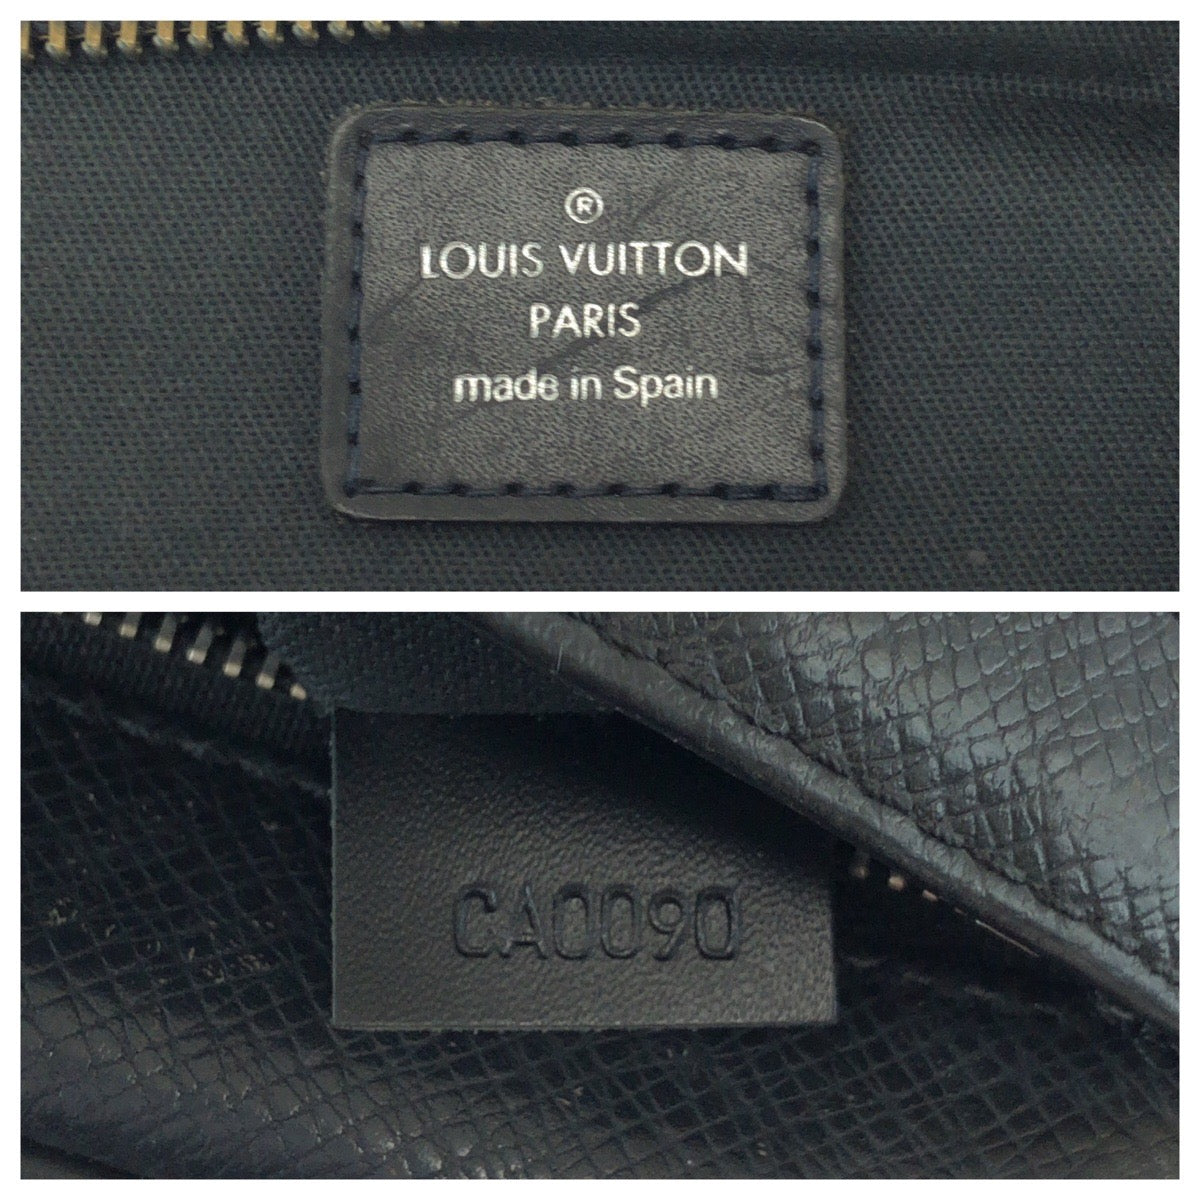 ®
LOUIS VUITTON
PARIS
made in Spain
CA0090